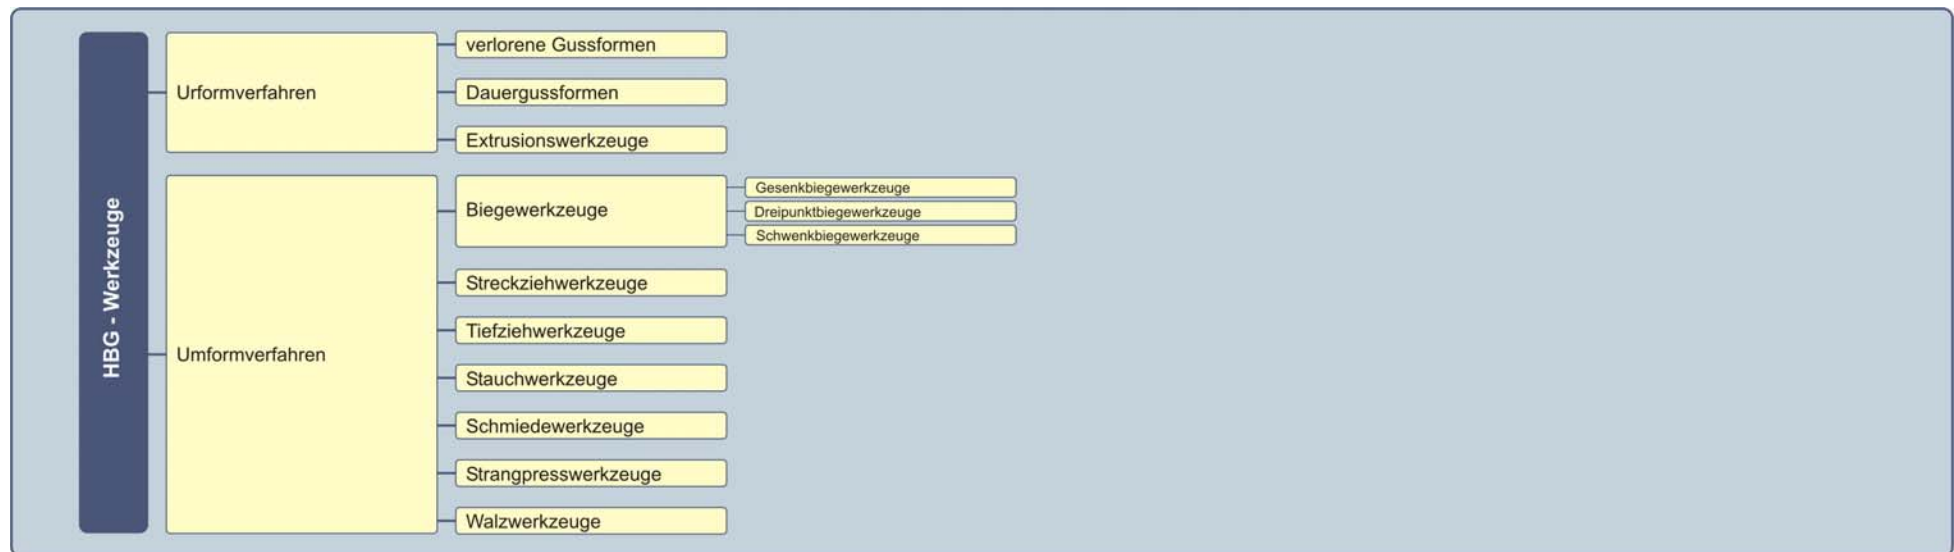 HBG - Werkzeuge
Urformverfahren
verlorene Gussformen
Dauergussformen
Extrusionswerkzeuge
Umformverfahren
Biegewerkzeuge
Gesenkbiegewerkzeuge
Dreipunktbiegewerkzeuge
Schwenkbiegewerkzeuge
Streckziehwerkzeuge
Tiefziehwerkzeuge
Stauchwerkzeuge
Schmiedewerkzeuge
Strangpresswerkzeuge
Walzwerkzeuge